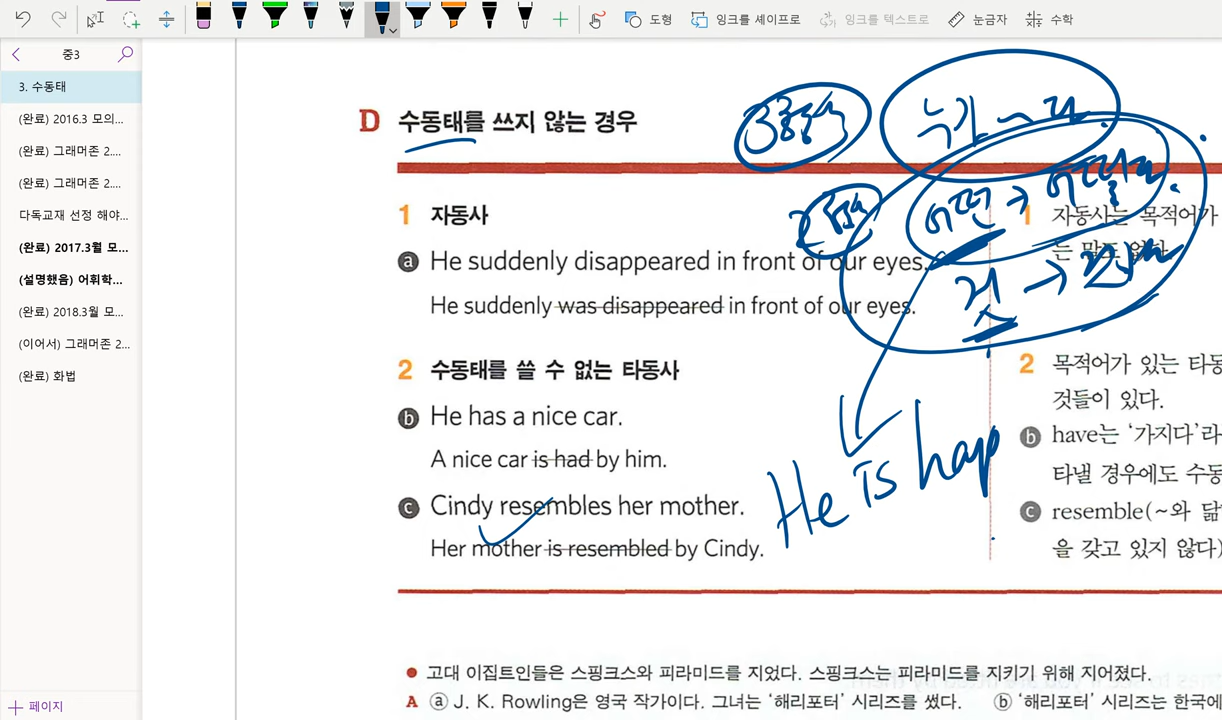 도형
잉크를 셰이프로
잉크를 텍스트로
눈금자
수학
중3
3. 수동태
(완료) 2016.3 모의...
(완료) 그래머존 2....
(완료) 그래머존 2....
다독교재 선정 해야...
(완료) 2017.3월 모...
(설명했음) 어휘학...
(완료) 2018.3월 모...
(이어서) 그래머존 2...
(완료) 화법
페이지
D 수동태를 쓰지 않는 경우
누가
1 자동사
ⓐ He suddenly disappeared in front of our eyes.
He suddenly was disappeared in front of our eyes.
2 수동태를 쓸 수 없는 타동사
ⓑ He has a nice car.
A nice car is had by him.
ⓒ Cindy resembles her mother.
Her mother is resembled by Cindy.
He is hap
1 자동사는 목적어가
는 말도 없다.
2 목적어가 있는 타동
것들이 있다.
ⓑ have는 ‘가지다’라
타낼 경우에도 수동
ⓒ resemble(~와 닮
을 갖고 있지 않다)
● 고대 이집트인들은 스핑크스와 피라미드를 지었다. 스핑크스는 피라미드를 지키기 위해 지어졌다.
A ⓐ J. K. Rowling은 영국 작가이다. 그녀는 ‘해리포터’ 시리즈를 썼다. ⓑ ‘해리포터’ 시리즈는 한국에